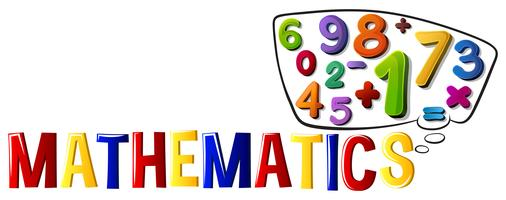 6 9 8 + 7 3
0 2 - 1
4 5 + = ×
MATHEMATICS